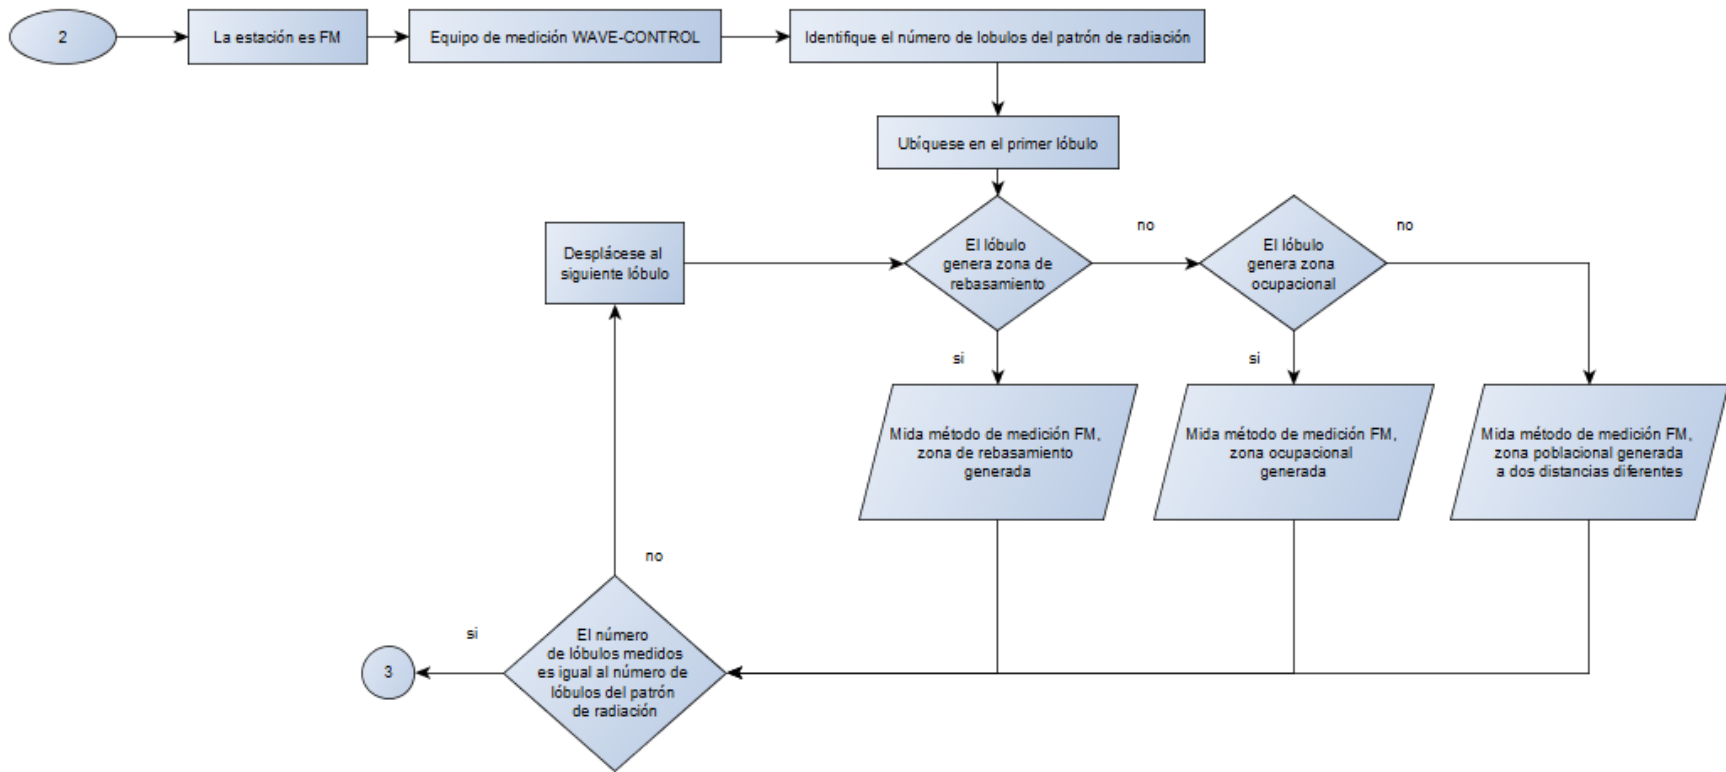 2
La estación es FM
Equipo de medición WAVE-CONTROL
Identifique el número de lobulos del patrón de radiación
Ubíquese en el primer lóbulo
Desplácese al
siguiente lóbulo
El lóbulo
genera zona de
rebasamiento
no
El lóbulo
genera zona
ocupacional
no
si
si
Mida método de medición FM,
zona de rebasamiento
generada
Mida método de medición FM,
zona ocupacional
generada
Mida método de medición FM,
zona poblacional generada
a dos distancias diferentes
no
si
3
El número
de lóbulos medidos
es igual al número de
lóbulos del patrón
de radiación